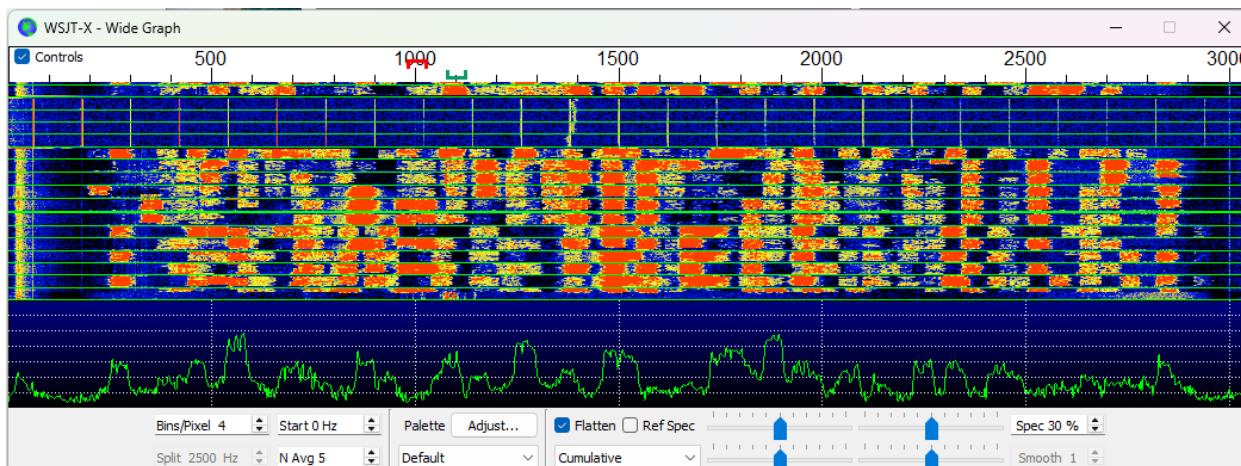 WSJT-X - Wide Graph
Controls 500 1000 1500 2000 2500 3000
Bins/Pixel 4 Start 0 Hz Palette Adjust... Flatten Ref Spec Spec 30 %
Split 2500 Hz N Avg 5 Default Cumulative Smooth 1